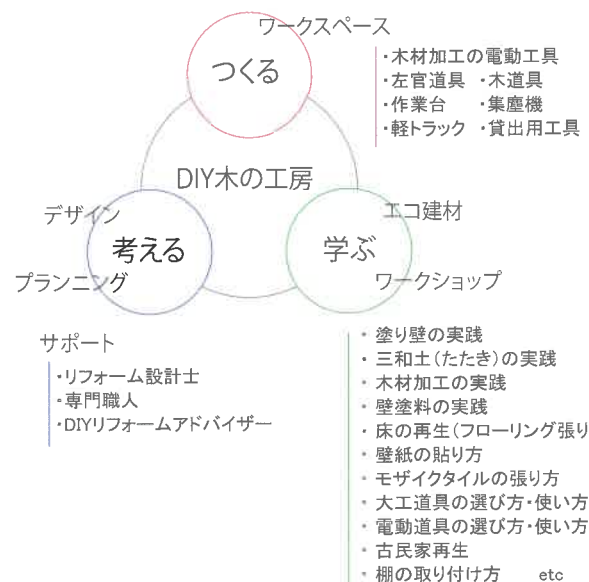 ワークスペース
つくる
・木材加工の電動工具
・左官道具 ・木道具
・作業台 ・集塵機
・軽トラック ・貸出用工具
DIY木の工房
デザイン
考える
プランニング
エコ建材
学ぶ
ワークショップ
サポート
・リフォーム設計士
・専門職人
・DIYリフォームアドバイザー
・塗り壁の実践
・三和土(たたき)の実践
・木材加工の実践
・壁塗料の実践
・床の再生(フローリング張り
・壁紙の貼り方
・モザイクタイルの張り方
・大工道具の選び方・使い方
・電動道具の選び方・使い方
・古民家再生
・棚の取り付け方 etc